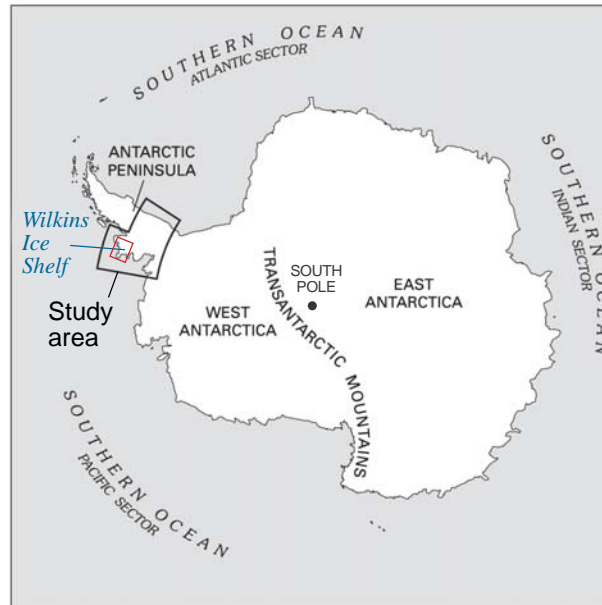 SOUTHERN OCEAN
ATLANTIC SECTOR
ANTARCTIC
PENINSULA
Wilkins
Ice
Shelf
Study
area
SOUTH
POLE
WEST
ANTARCTICA
EAST
ANTARCTICA
TRANSANTARCTIC MOUNTAINS
SOUTHERN OCEAN
INDIAN SECTOR
SOUTHERN OCEAN
PACIFIC SECTOR